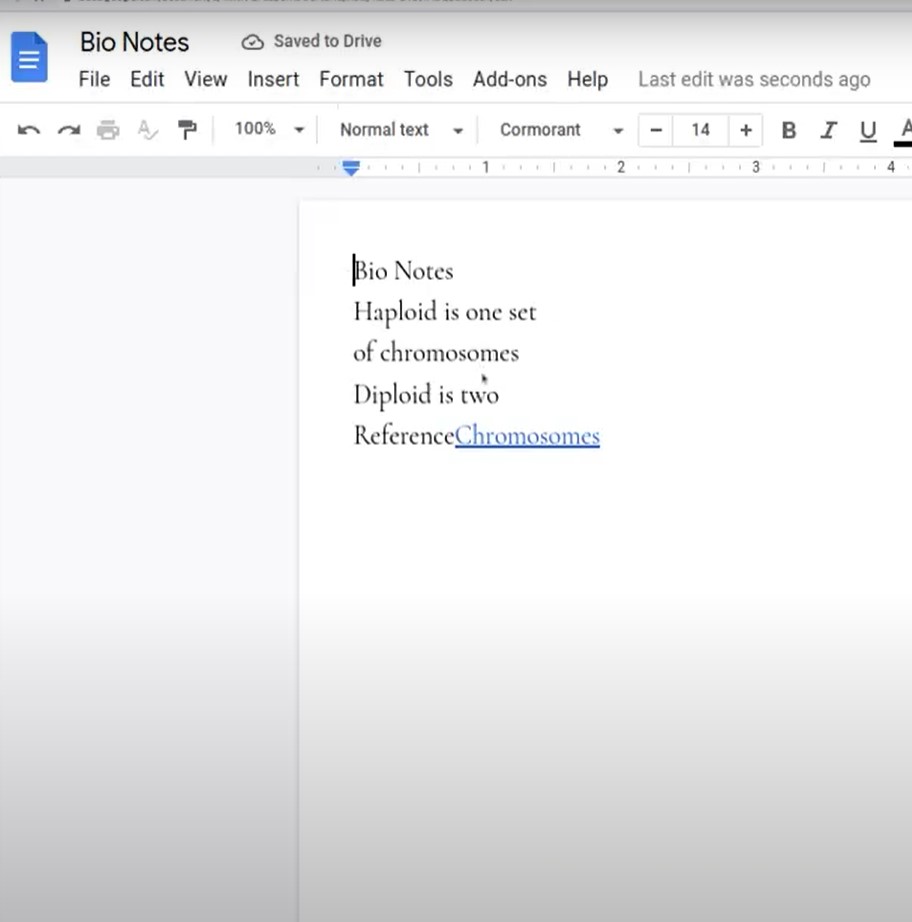 Bio Notes Saved to Drive
File Edit View Insert Format Tools Add-ons Help Last edit was seconds ago
100% Normal text Cormorant - 14 + B I U A
1 2 3 4
Bio Notes
Haploid is one set
of chromosomes
Diploid is two
ReferenceChromosomes